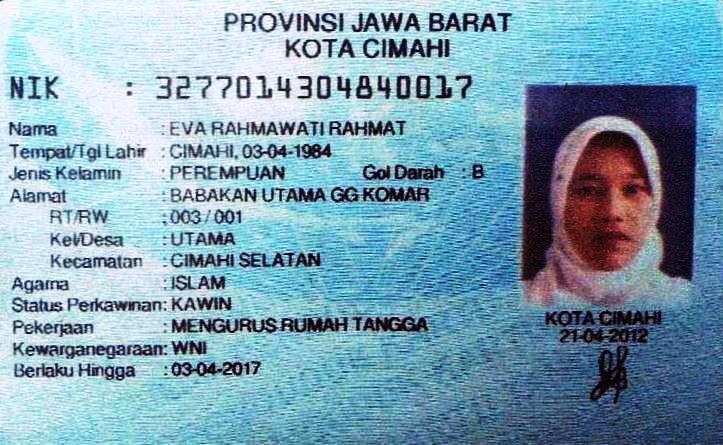 PROVINSI JAWA BARAT
KOTA CIMAHI
NIK : 3277014304840017
Nama : EVA RAHMAWATI RAHMAT
Tempat/Tgl Lahir : CIMAHI, 03-04-1984
Jenis Kelamin : PEREMPUAN Gol Darah : B
Alamat : BABAKAN UTAMA GG KOMAR
RT/RW : 003 / 001
Kel/Desa : UTAMA
Kecamatan : CIMAHI SELATAN
Agama : ISLAM
Status Perkawinan: KAWIN
Pekerjaan : MENGURUS RUMAH TANGGA
Kewarganegaraan: WNI
Berlaku Hingga : 03-04-2017
KOTA CIMAHI
21-04-2012